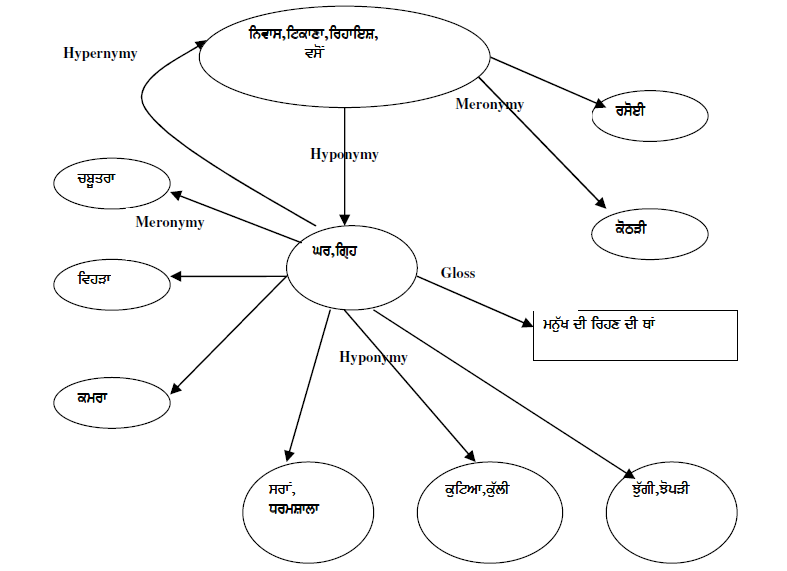 ਨਿਵਾਸ,ਟਿਕਾਣਾ,ਰਿਹਾਇਸ਼,
ਵਸੋਂ
Hypernymy
Meronymy
ਰਸੋਈ
Hyponymy
ਚਬੂਤਰਾ
Meronymy
ਕੋਠੜੀ
ਘਰ,ਗ੍ਰਿਹ
ਵਿਹੜਾ
Gloss
ਮਨੁੱਖ ਦੀ ਰਿਹਣ ਦੀ ਥਾਂ
Hyponymy
ਕਮਰਾ
ਸਰਾਂ,
ਧਰਮਸ਼ਾਲਾ
ਕੁਟਿਆ,ਕੁੱਲੀ
ਝੁੱਗੀ,ਝੋਪੜੀ